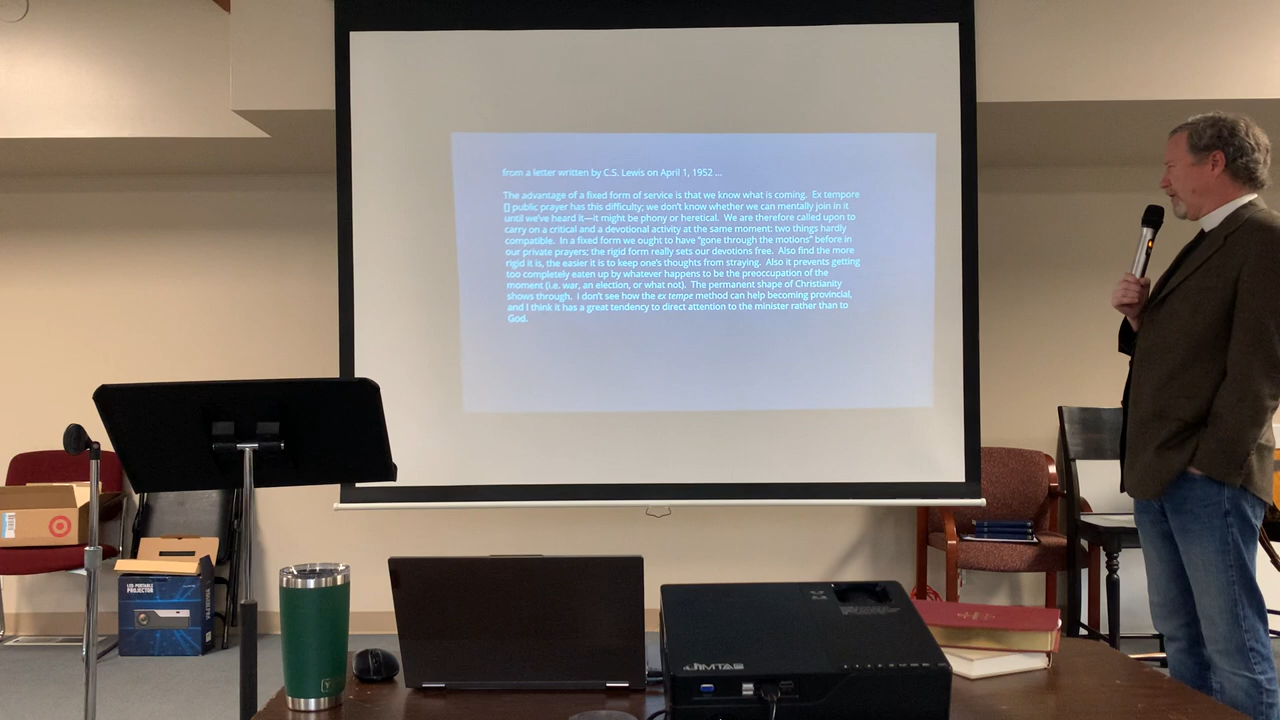 from a letter written by C.S. Lewis on April 1, 1952 ...
The advantage of a fixed form of service is that we know what is coming. Ex tempore
[] public prayer has this difficulty; we don't know whether we can mentally join in it
until we've heard it—it might be phony or heretical. We are therefore called upon to
carry on a critical and a devotional activity at the same moment: two things hardly
compatible. In a fixed form we ought to have "gone through the motions" before in
our private prayers; the rigid form really sets our devotions free. Also find the more
rigid it is, the easier it is to keep one's thoughts from straying. Also it prevents getting
too completely eaten up by whatever happens to be the preoccupation of the
moment (i.e. war, an election, or what not). The permanent shape of Christianity
shows through. I don't see how the ex tempe method can help becoming provincial,
and I think it has a great tendency to direct attention to the minister rather than to
God.
LED PORTABLE
PROJECTOR
JIMTAB